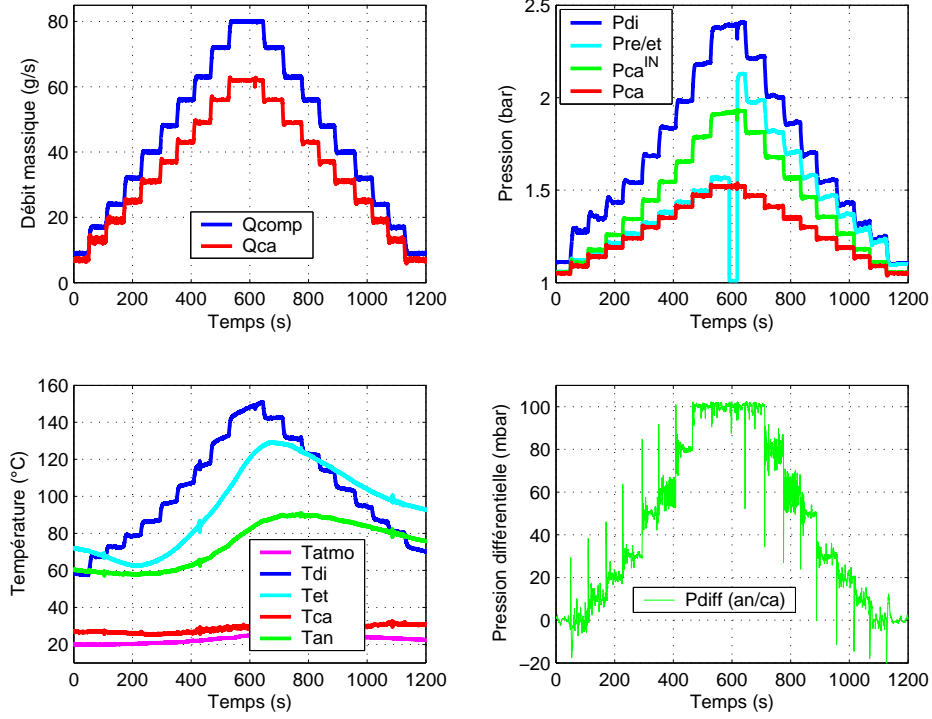 Débit massique (g/s)
80
60
40
20
0
0 200 400 600 800 1000 1200
Temps (s)
Qcomp
Qca
Pression (bar)
2.5
2
1.5
1
0 200 400 600 800 1000 1200
Temps (s)
Pdi
Pre/et
Pca^IN
Pca
Température (°C)
160
140
120
100
80
60
40
20
0 200 400 600 800 1000 1200
Temps (s)
Tatmo
Tdi
Tet
Tca
Tan
Pression différentielle (mbar)
100
80
60
40
20
0
−20
0 200 400 600 800 1000 1200
Temps (s)
Pdiff (an/ca)